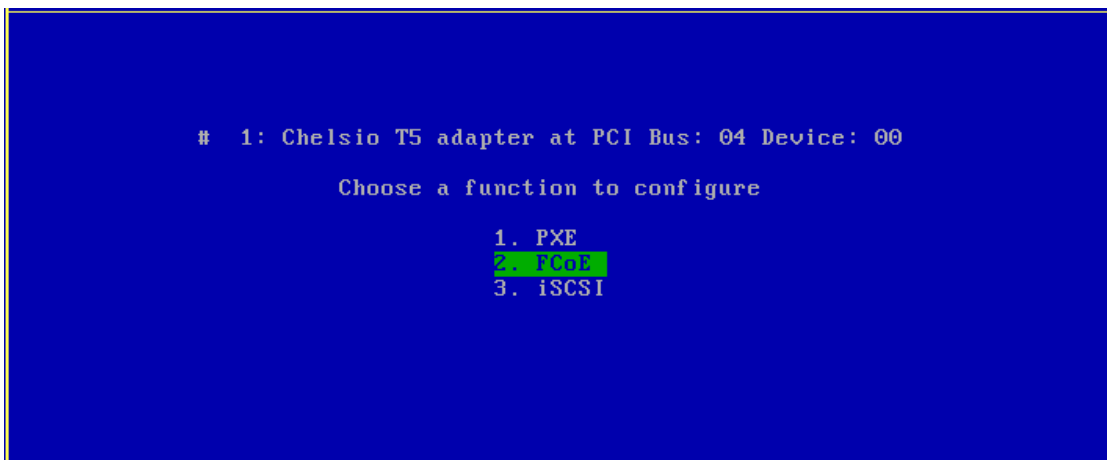 # 1: Chelsio T5 adapter at PCI Bus: 04 Device: 00
Choose a function to configure
1. PXE
2. FCoE
3. iSCSI